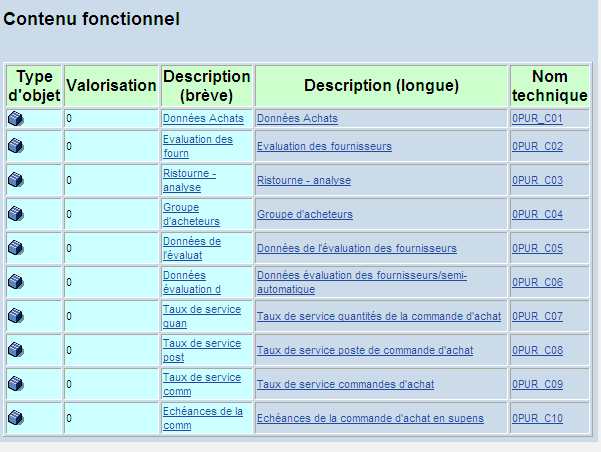 Contenu fonctionnel
Type d'objet Valorisation Description (brève) Description (longue) Nom technique
0 Données Achats Données Achats 0PUR_C01
0 Evaluation des fourn Evaluation des fournisseurs 0PUR_C02
0 Ristourne - analyse Ristourne - analyse 0PUR_C03
0 Groupe d'acheteurs Groupe d'acheteurs 0PUR_C04
0 Données de l'évaluat Données de l'évaluation des fournisseurs 0PUR_C05
0 Données évaluation d Données évaluation des fournisseurs/semi-automatique 0PUR_C06
0 Taux de service quan Taux de service quantités de la commande d'achat 0PUR_C07
0 Taux de service post Taux de service poste de commande d'achat 0PUR_C08
0 Taux de service comm Taux de service commandes d'achat 0PUR_C09
0 Echéances de la comm Echéances de la commande d'achat en supens 0PUR_C10